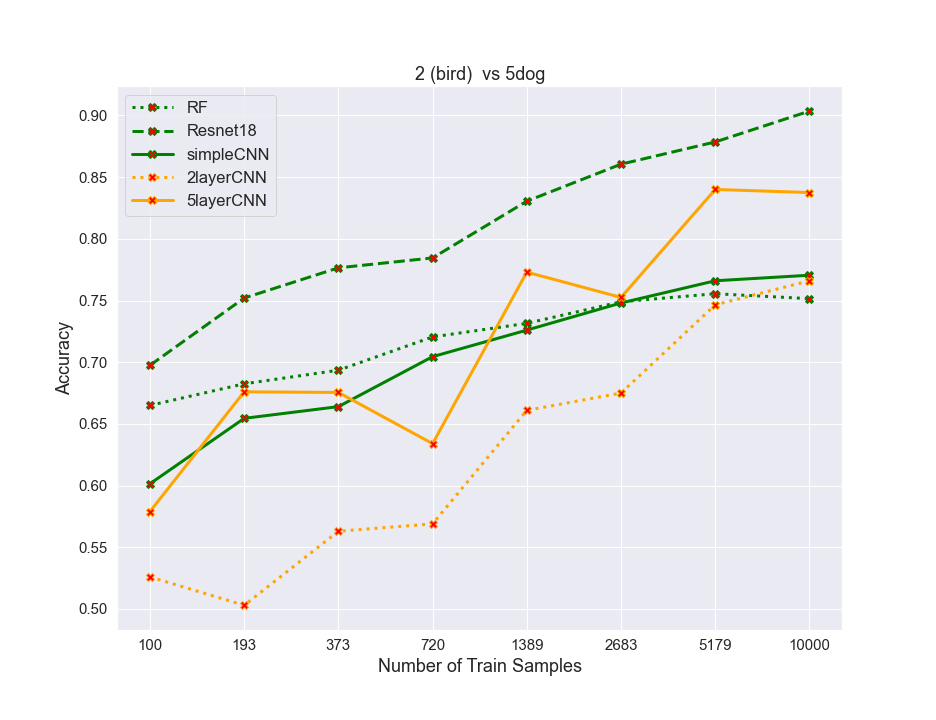 2 (bird)  vs 5dog
RF
Resnet18
simpleCNN
2layerCNN
5layerCNN
0.90
0.85
0.80
0.75
0.70
0.65
0.60
0.55
0.50
Accuracy
100 193 373 720 1389 2683 5179 10000
Number of Train Samples